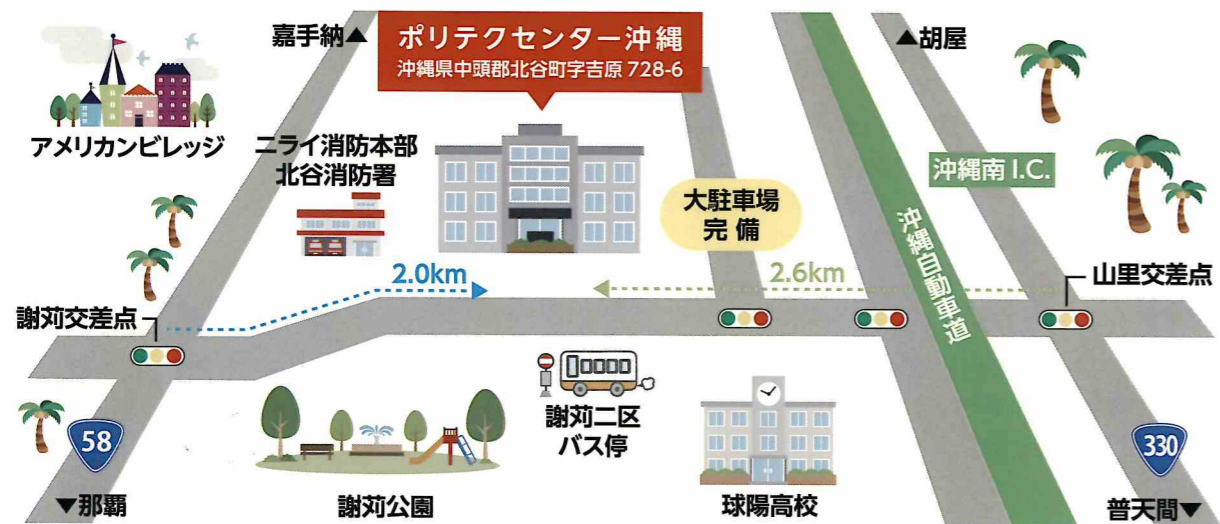 嘉手納▲
ポリテクセンター沖縄
沖縄県中頭郡北谷町字吉原 728-6
▲胡屋
アメリカンビレッジ
ニライ消防本部
北谷消防署
大駐車場
完備
沖縄南 I.C.
沖縄自動車道
2.0km
2.6km
山里交差点
謝苅交差点
謝苅二区
バス停
58
330
▼那覇
謝苅公園
球陽高校
普天間▼